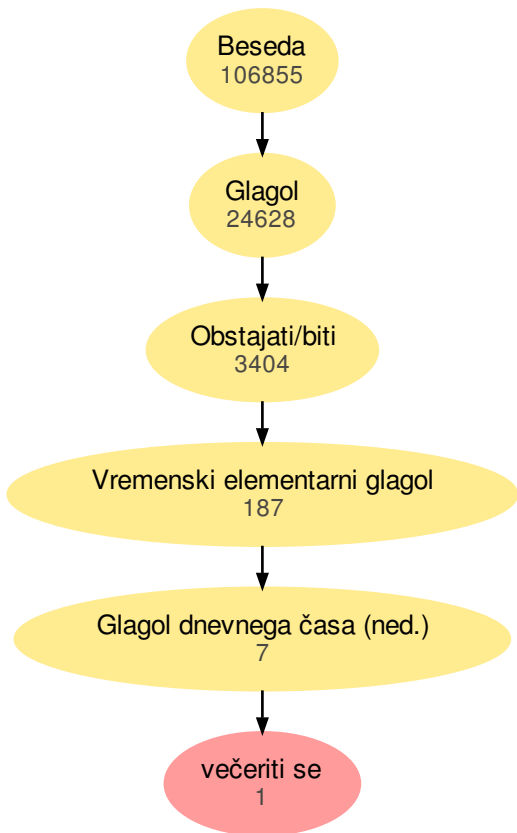 Beseda
106855
Glagol
24628
Obstajati/biti
3404
Vremenski elementarni glagol
187
Glagol dnevnega časa (ned.)
7
večeriti se
1